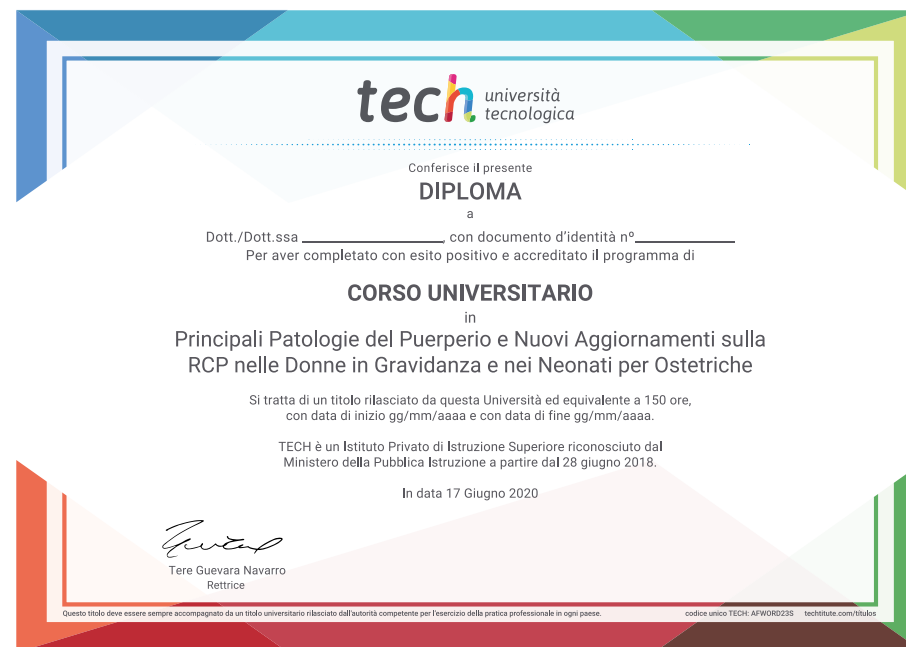 tech università
tecnologica
Conferisce il presente
DIPLOMA
a
Dott./Dott.ssa ________________, con documento d'identità nº____________
Per aver completato con esito positivo e accreditato il programma di
CORSO UNIVERSITARIO
in
Principali Patologie del Puerperio e Nuovi Aggiornamenti sulla
RCP nelle Donne in Gravidanza e nei Neonati per Ostetriche
Si tratta di un titolo rilasciato da questa Università ed equivalente a 150 ore,
con data di inizio gg/mm/aaaa e con data di fine gg/mm/aaaa.
TECH è un Istituto Privato di Istruzione Superiore riconosciuto dal
Ministero della Pubblica Istruzione a partire dal 28 giugno 2018.
In data 17 Giugno 2020
Tere Guevara Navarro
Rettrice
Questo titolo deve essere sempre accompagnato da un titolo universitario rilasciato dall'autorità competente per l'esercizio della pratica professionale in ogni paese. codice unico TECH: AFWORD23S techtitute.com/títulos